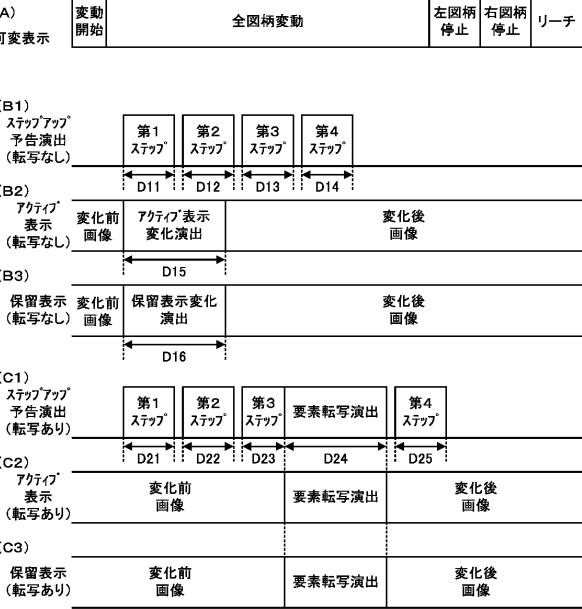 A)
可変表示
変動
開始
全図柄変動
左図柄
停止
右図柄
停止
リーチ
B1)
ステップアップ
予告演出
(転写なし)
第1
ステップ
第2
ステップ
第3
ステップ
第4
ステップ
D11
D12
D13
D14
B2)
アクティブ
表示
(転写なし)
変化前
画像
アクティブ表示
変化演出
変化後
画像
D15
B3)
保留表示
(転写なし)
変化前
画像
保留表示変化
演出
変化後
画像
D16
C1)
ステップアップ
予告演出
(転写あり)
第1
ステップ
第2
ステップ
第3
ステップ
要素転写演出
第4
ステップ
D21
D22
D23
D24
D25
C2)
アクティブ
表示
(転写あり)
変化前
画像
要素転写演出
変化後
画像
C3)
保留表示
(転写あり)
変化前
画像
要素転写演出
変化後
画像